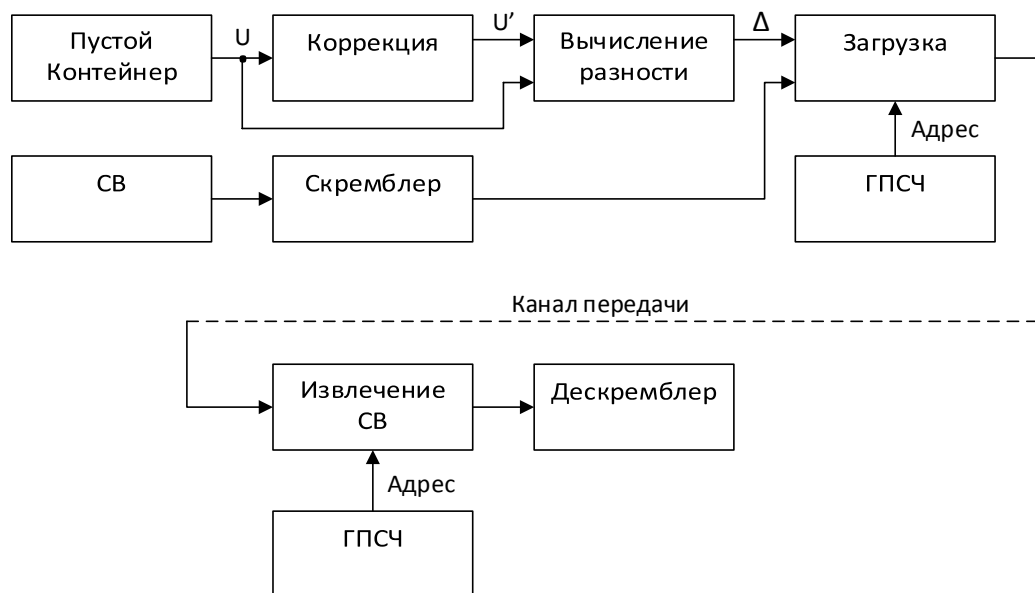 Пустой
Контейнер
U
Коррекция
U’
Вычисление
разности
Δ
Загрузка
Адрес
СВ
Скремблер
ГПСЧ
Канал передачи
Извлечение
СВ
Дескремблер
Адрес
ГПСЧ